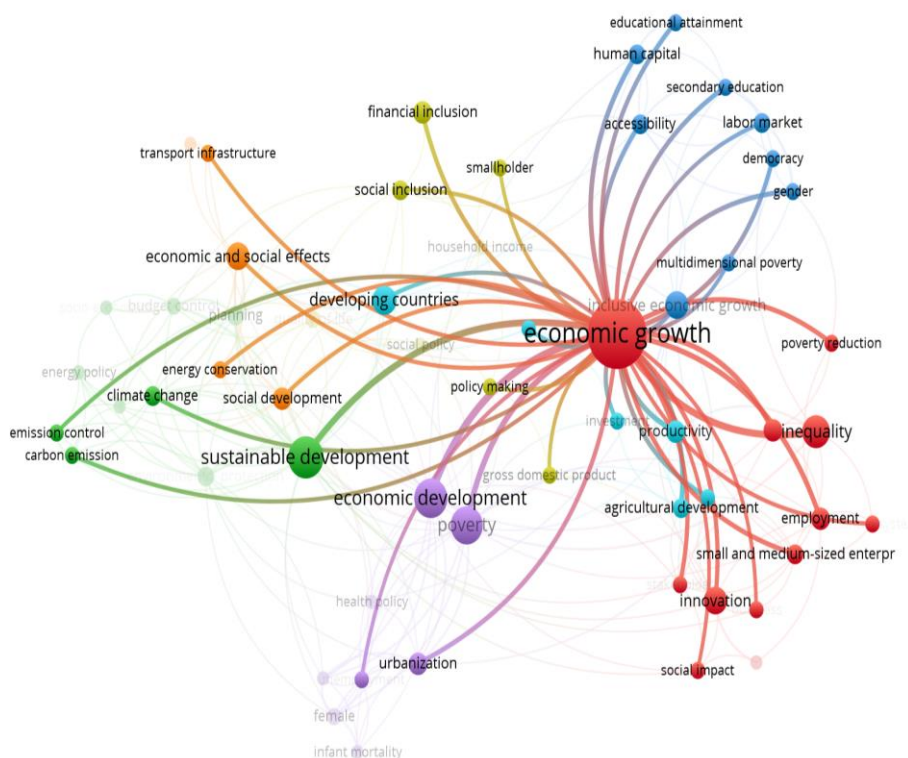 educational attainment
human capital
secondary education
financial inclusion
accessibility
labor market
transport infrastructure
democracy
smallholder
social inclusion
gender
household income
economic and social effects
multidimensional poverty
developing countries
inclusive economic growth
budget control
planning
economic growth
social policy
poverty reduction
energy policy
energy conservation
policy making
climate change
social development
investment
emission control
productivity
inequality
carbon emission
sustainable development
gross domestic product
economic development
agricultural development
poverty
employment
small and medium-sized enterpr
health policy
innovation
urbanization
social impact
female
infant mortality